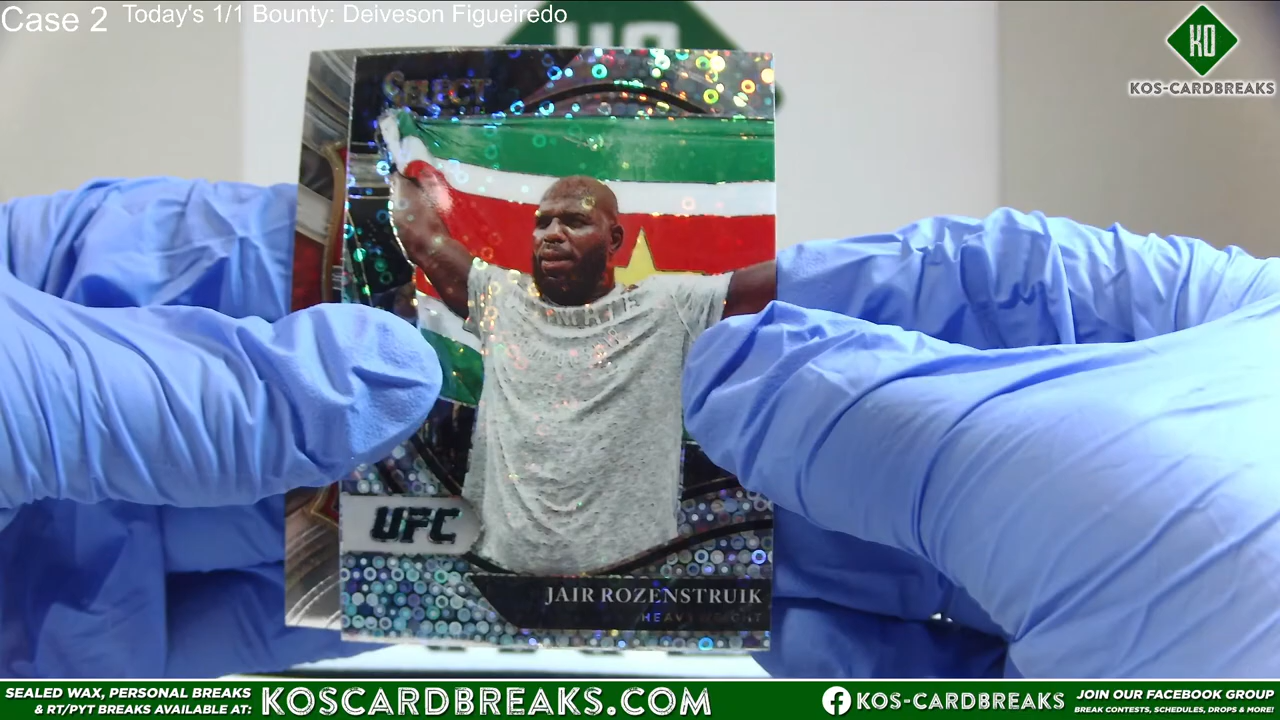 Case 2
Today's 1/1 Bounty: Deiveson Figueiredo
KO
KOS-CARDBREAKS
SELECT
UFC
JAIR ROZENSTRUIK
HEAVYWEIGHT
SEALED WAX, PERSONAL BREAKS
& RT/PYT BREAKS AVAILABLE AT:
KOSCARDBREAKS.COM
KOS-CARDBREAKS
JOIN OUR FACEBOOK GROUP
BREAK CONTESTS, SCHEDULES, DROPS & MORE!